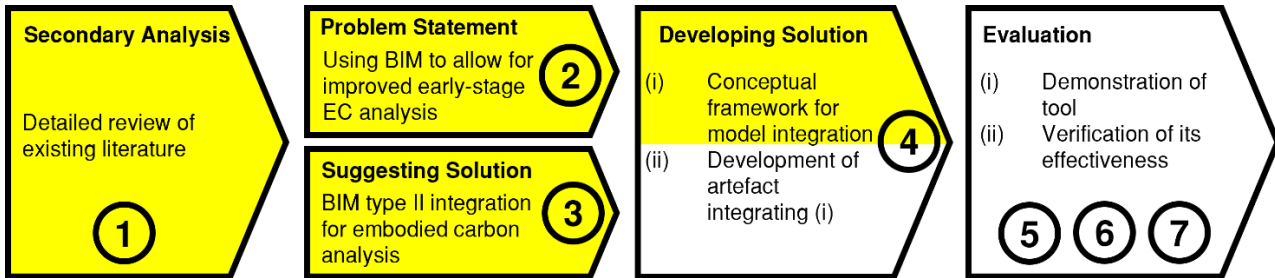 Secondary Analysis
Detailed review of
existing literature
1
Problem Statement
Using BIM to allow for
improved early-stage
EC analysis
2
Suggesting Solution
BIM type II integration
for embodied carbon
analysis
3
Developing Solution
(i) Conceptual
framework for
model integration
4
(ii) Development of
artefact
integrating (i)
Evaluation
(i) Demonstration of
tool
(ii) Verification of its
effectiveness
5 6 7